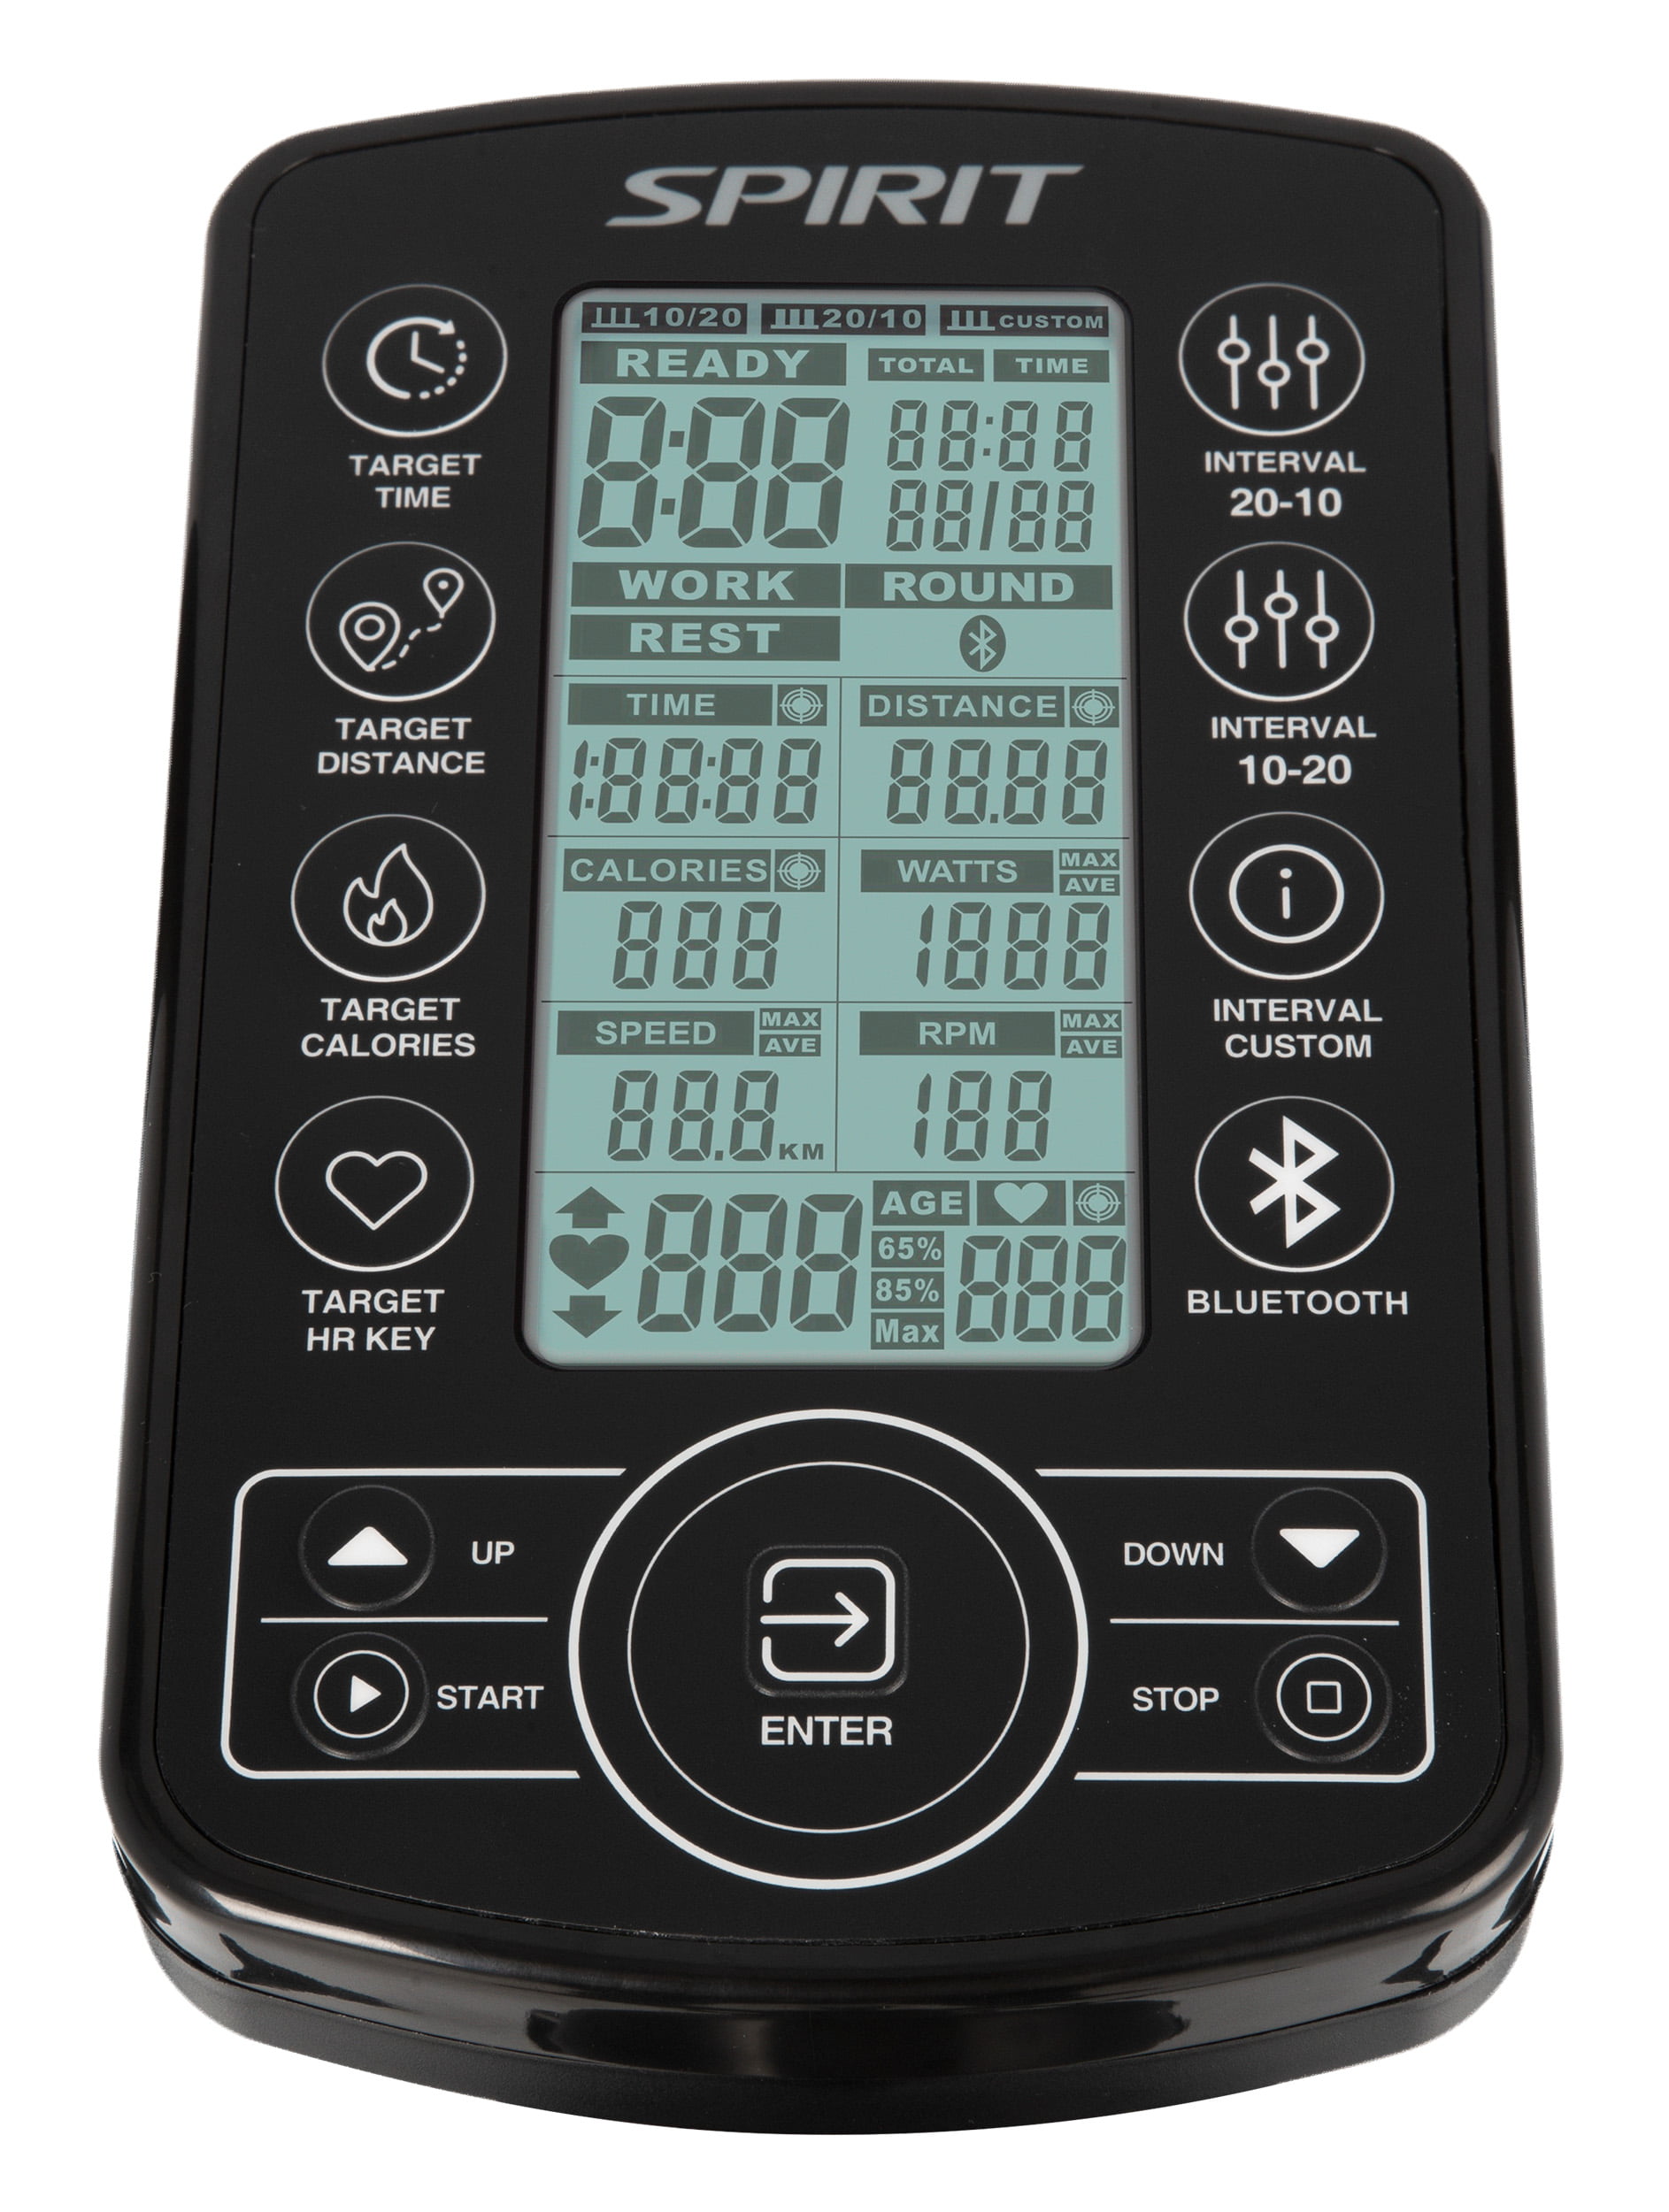 SPIRIT
TARGET
TIME
TARGET
DISTANCE
TARGET
CALORIES
TARGET
HR KEY
10/20 20/10 CUSTOM
READY TOTAL TIME
8:88 88:88
88/88
WORK ROUND
REST
TIME DISTANCE
1:88:88 88.88
CALORIES WATTS MAX
AVE
888 1888
SPEED MAX RPM MAX
AVE AVE
88.8 KM 188
888 AGE
65%
85% 888
Max
INTERVAL
20-10
INTERVAL
10-20
INTERVAL
CUSTOM
BLUETOOTH
UP
DOWN
START
STOP
ENTER